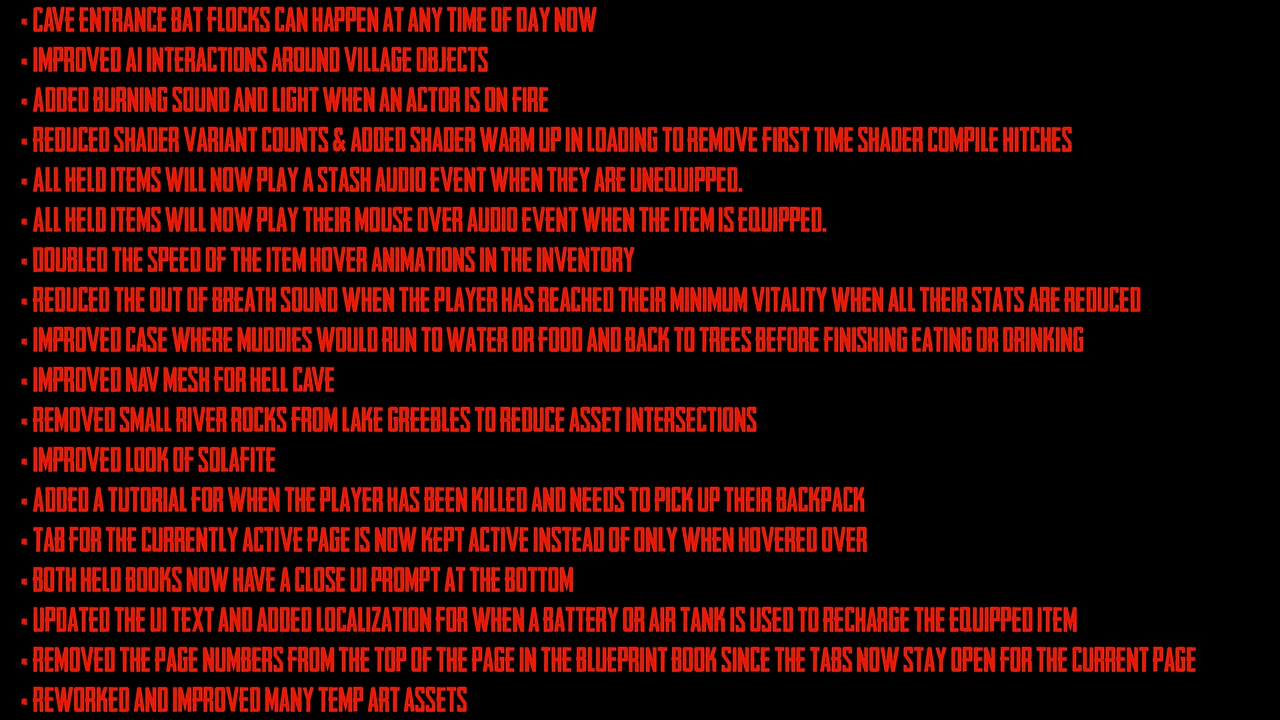 • CAVE ENTRANCE BAT FLOCKS CAN HAPPEN AT ANY TIME OF DAY NOW
• IMPROVED AI INTERACTIONS AROUND VILLAGE OBJECTS
• ADDED BURNING SOUND AND LIGHT WHEN AN ACTOR IS ON FIRE
• REDUCED SHADER VARIANT COUNTS & ADDED SHADER WARM UP IN LOADING TO REMOVE FIRST TIME SHADER COMPILE HITCHES
• ALL HELD ITEMS WILL NOW PLAY A STASH AUDIO EVENT WHEN THEY ARE UNEQUIPPED.
• ALL HELD ITEMS WILL NOW PLAY THEIR MOUSE OVER AUDIO EVENT WHEN THE ITEM IS EQUIPPED.
• DOUBLED THE SPEED OF THE ITEM HOVER ANIMATIONS IN THE INVENTORY
• REDUCED THE OUT OF BREATH SOUND WHEN THE PLAYER HAS REACHED THEIR MINIMUM VITALITY WHEN ALL THEIR STATS ARE REDUCED
• IMPROVED CASE WHERE MUDDIES WOULD RUN TO WATER OR FOOD AND BACK TO TREES BEFORE FINISHING EATING OR DRINKING
• IMPROVED NAV MESH FOR HELL CAVE
• REMOVED SMALL RIVER ROCKS FROM LAKE GREEBLES TO REDUCE ASSET INTERSECTIONS
• IMPROVED LOOK OF SOLAFITE
• ADDED A TUTORIAL FOR WHEN THE PLAYER HAS BEEN KILLED AND NEEDS TO PICK UP THEIR BACKPACK
• TAB FOR THE CURRENTLY ACTIVE PAGE IS NOW KEPT ACTIVE INSTEAD OF ONLY WHEN HOVERED OVER
• BOTH HELD BOOKS NOW HAVE A CLOSE UI PROMPT AT THE BOTTOM
• UPDATED THE UI TEXT AND ADDED LOCALIZATION FOR WHEN A BATTERY OR AIR TANK IS USED TO RECHARGE THE EQUIPPED ITEM
• REMOVED THE PAGE NUMBERS FROM THE TOP OF THE PAGE IN THE BLUEPRINT BOOK SINCE THE TABS NOW STAY OPEN FOR THE CURRENT PAGE
• REWORKED AND IMPROVED MANY TEMP ART ASSETS